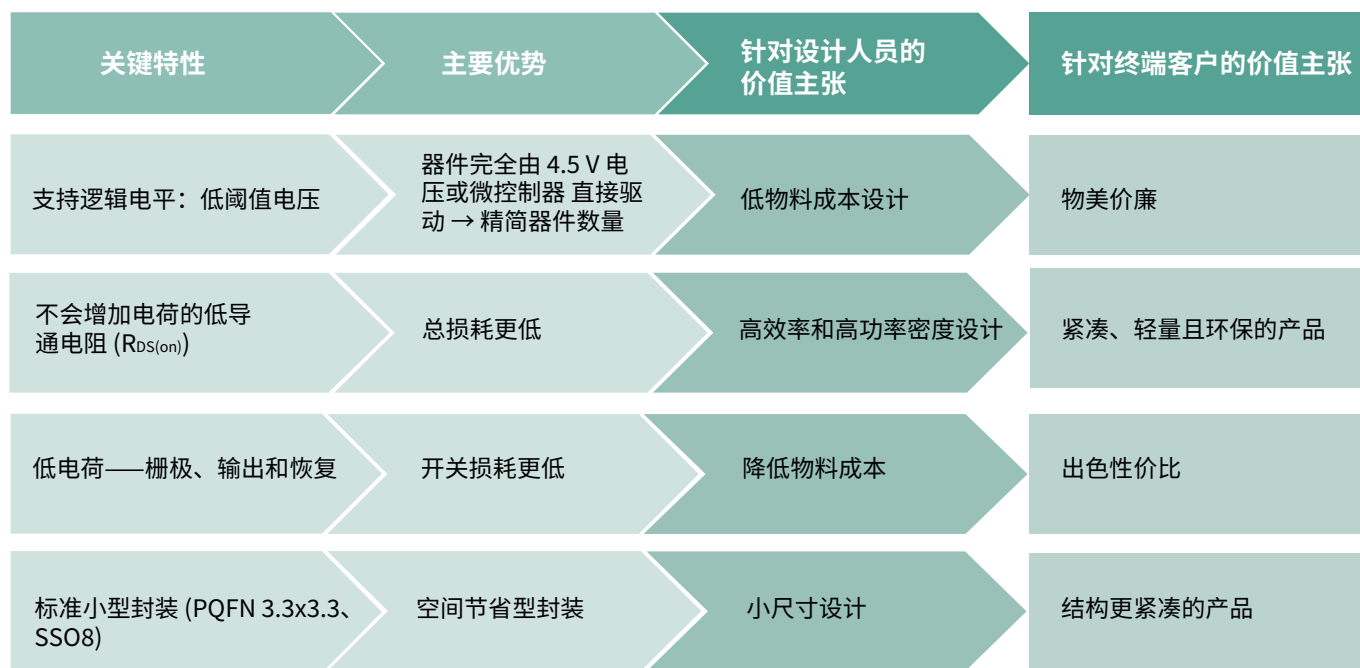 关键特性
主要优势
针对设计人员的
价值主张
针对终端客户的价值主张
支持逻辑电平：低阈值电压
器件完全由 4.5 V 电
压或微控制器 直接驱
动 → 精简器件数量
低物料成本设计
物美价廉
不会增加电荷的低导
通电阻 (RDS(on))
总损耗更低
高效率和高功率密度设计
紧凑、轻量且环保的产品
低电荷——栅极、输出和恢复
开关损耗更低
降低物料成本
出色性价比
标准小型封装 (PQFN 3.3x3.3、
SSO8)
空间节省型封装
小尺寸设计
结构更紧凑的产品